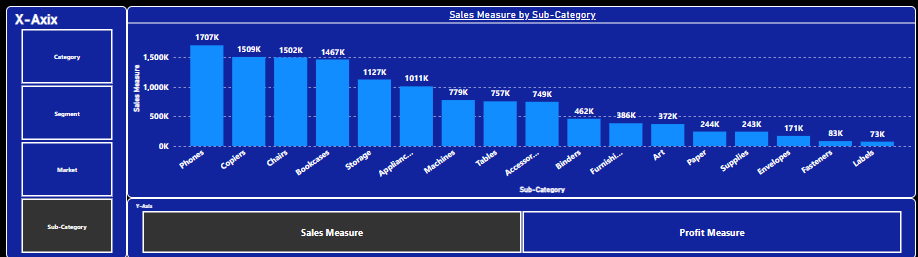 X-Axix
Category
Segment
Market
Sub-Category
Sales Measure by Sub-Category
Sales Measure
1,500K
1,000K
500K
0K
1707K
1509K
1502K
1467K
1127K
1011K
779K
757K
749K
462K
386K
372K
244K
243K
171K
83K
73K
Phones
Copiers
Chairs
Bookcases
Storage
Applianc...
Machines
Tables
Accessor...
Binders
Furnishi...
Art
Paper
Supplies
Envelopes
Fasteners
Labels
Sub-Category
Y-Axis
Sales Measure
Profit Measure